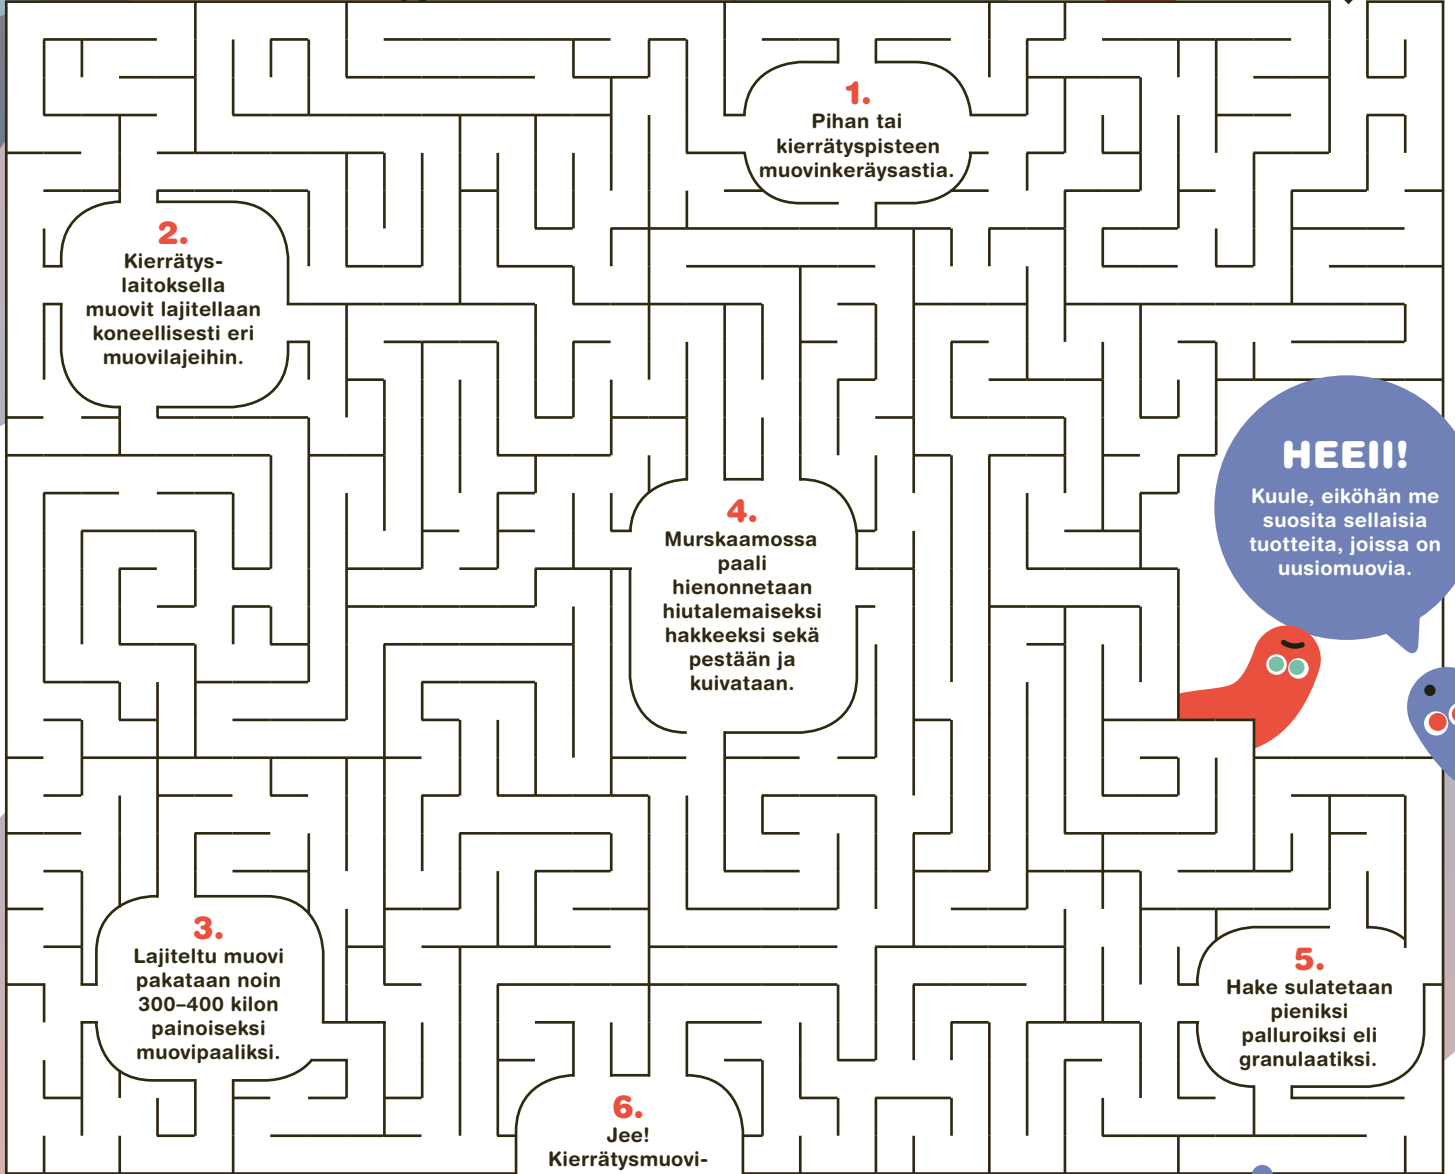 1.
Pihan tai
kierrätyspisteen
muovinkeräysastia.
2.
Kierrätys-
laitoksella
muovit lajitellaan
koneellisesti eri
muovilajeihin.
HEEII!
Kuule, eiköhän me
suosita sellaisia
tuotteita, joissa on
uusiomuovia.
4.
Murskaamossa
paali
hienonnetaan
hiutalemaiseksi
hakkeeksi sekä
pestään ja
kuivataan.
3.
Lajiteltu muovi
pakataan noin
300–400 kilon
painoiseksi
muovipaaliksi.
5.
Hake sulatetaan
pieniksi
palluroiksi eli
granulaatiksi.
6.
Jee!
Kierrätysmuovi-